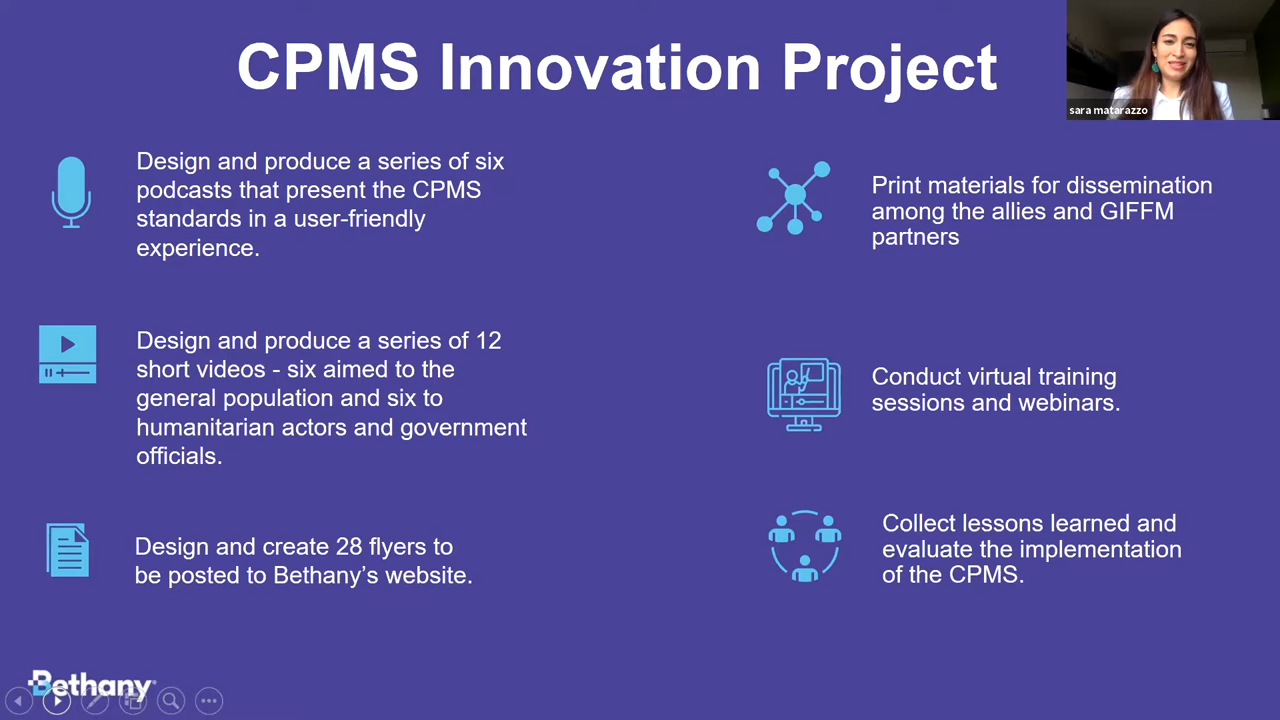 CPMS Innovation Project
sara matarazzo
Design and produce a series of six
podcasts that present the CPMS
standards in a user-friendly
experience.
Design and produce a series of 12
short videos - six aimed to the
general population and six to
humanitarian actors and government
officials.
Design and create 28 flyers to
be posted to Bethany's website.
Print materials for dissemination
among the allies and GIFFM
partners
Conduct virtual training
sessions and webinars.
Collect lessons learned and
evaluate the implementation
of the CPMS.
Bethany